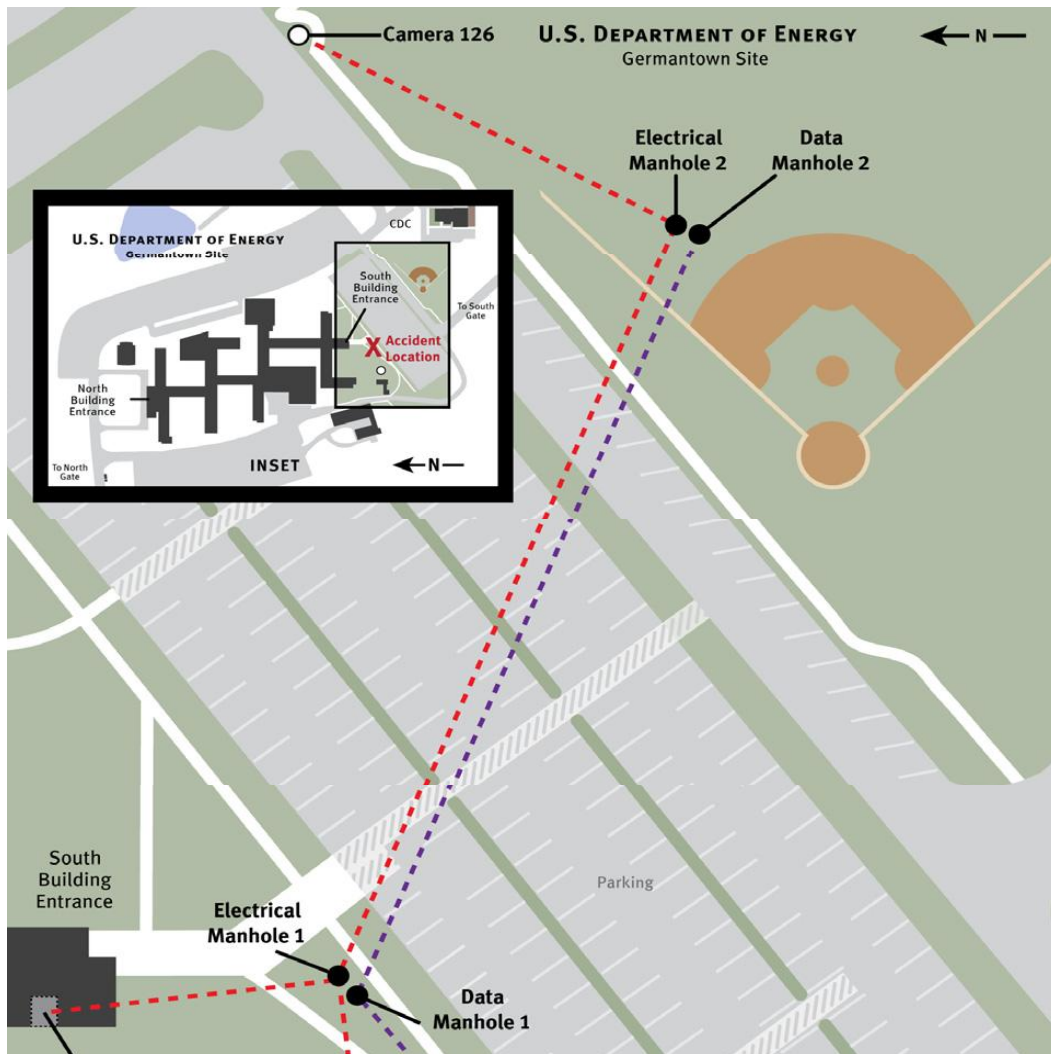 Camera 126
U.S. DEPARTMENT OF ENERGY
Germantown Site
N
Electrical
Manhole 2
Data
Manhole 2
U.S. DEPARTMENT OF ENERGY
Germantown Site
CDC
South
Building
Entrance
To South
Gate
X Accident
Location
North
Building
Entrance
To North
Gate
INSET
N
Parking
South
Building
Entrance
Electrical
Manhole 1
Data
Manhole 1